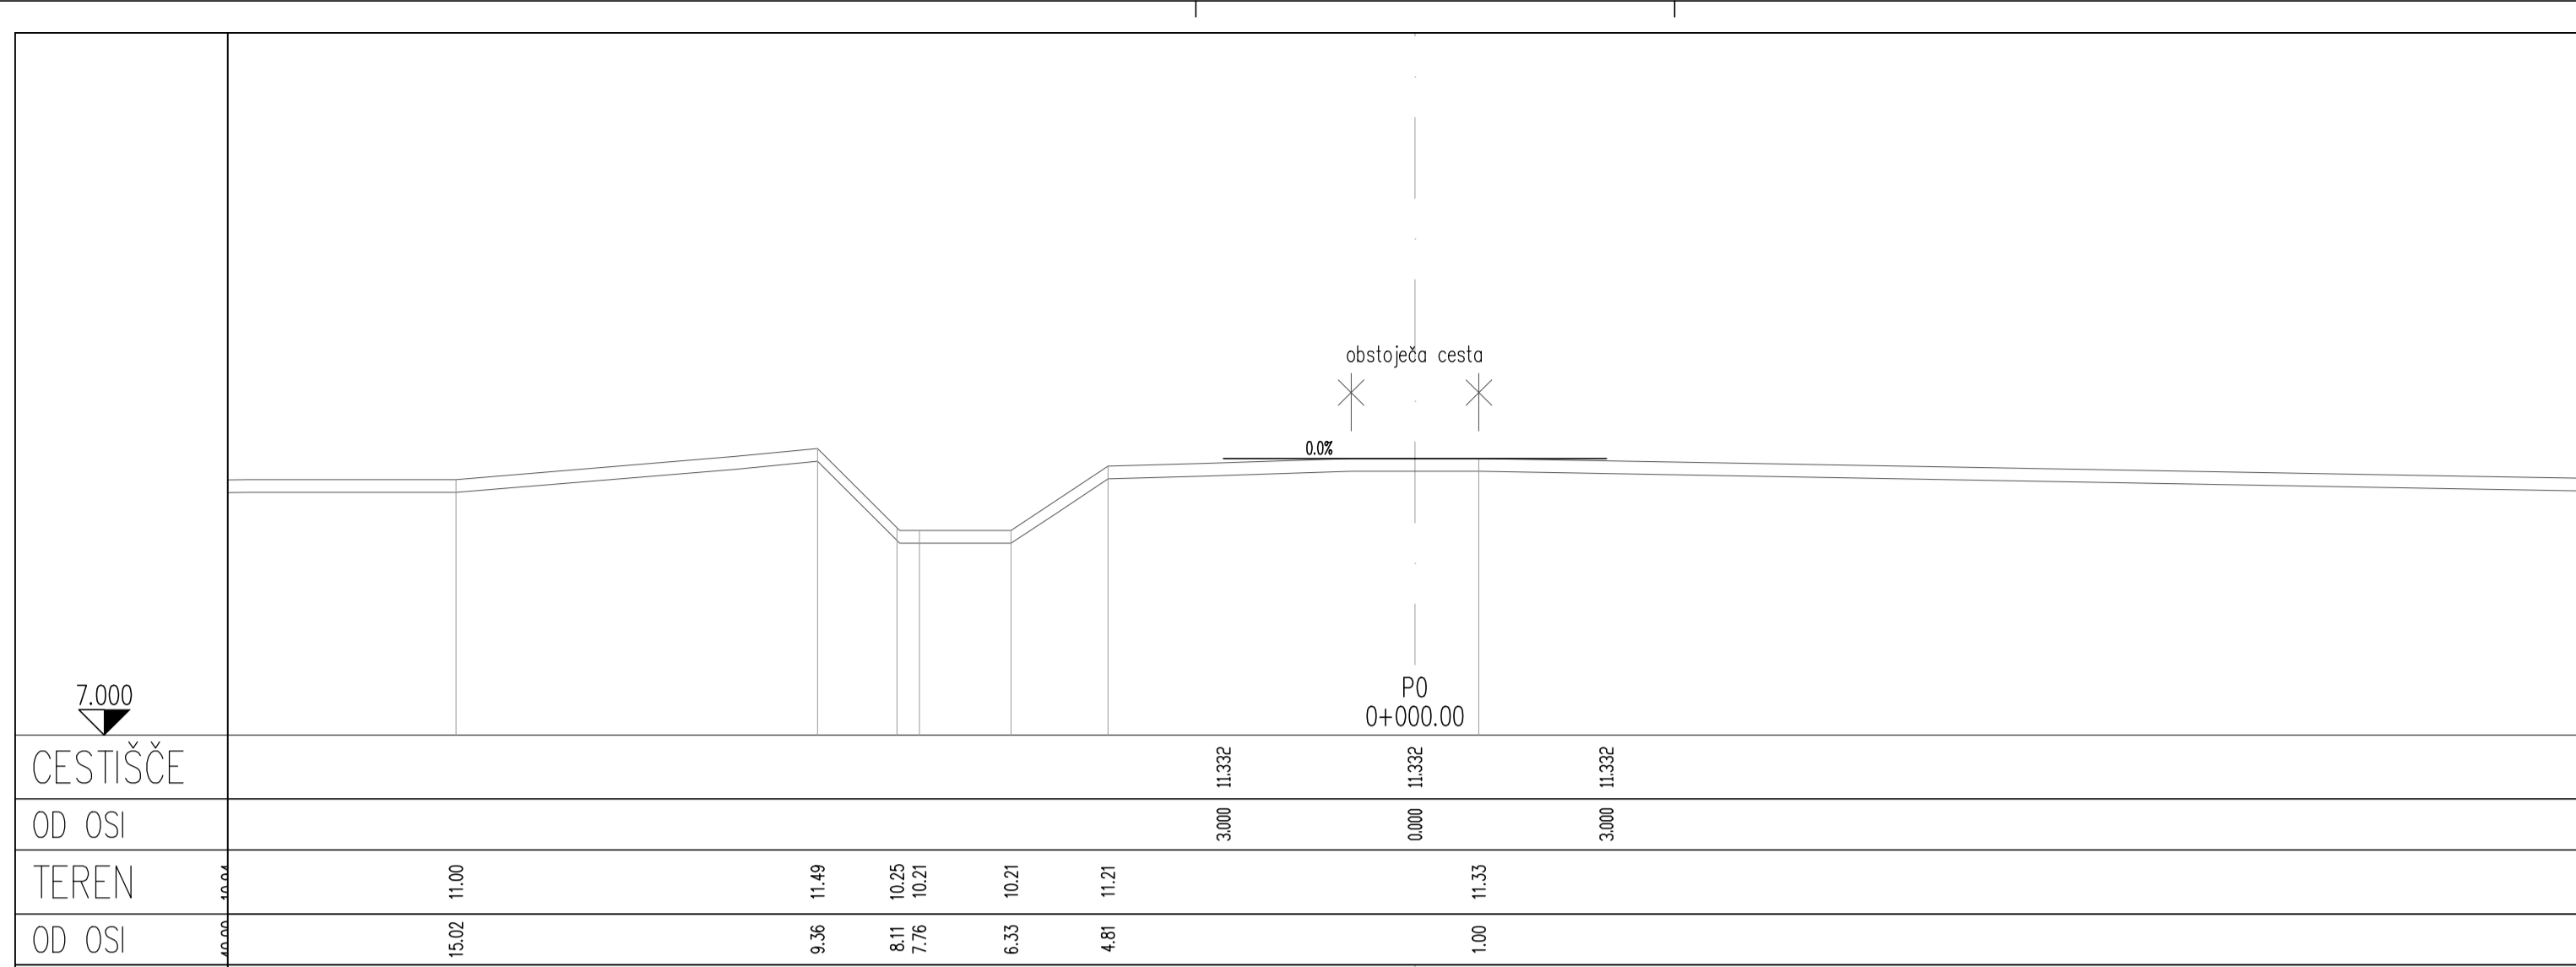 obstoječa cesta
0.0%
7.000
P0
0+000.00
CESTIŠČE 11.332 11.332 11.332
OD OSI 3.000 0.000 3.000
TEREN 11.00 11.49 10.25 10.21 10.21 11.21 11.33
OD OSI 15.02 9.36 8.11 7.76 6.33 4.81 1.00